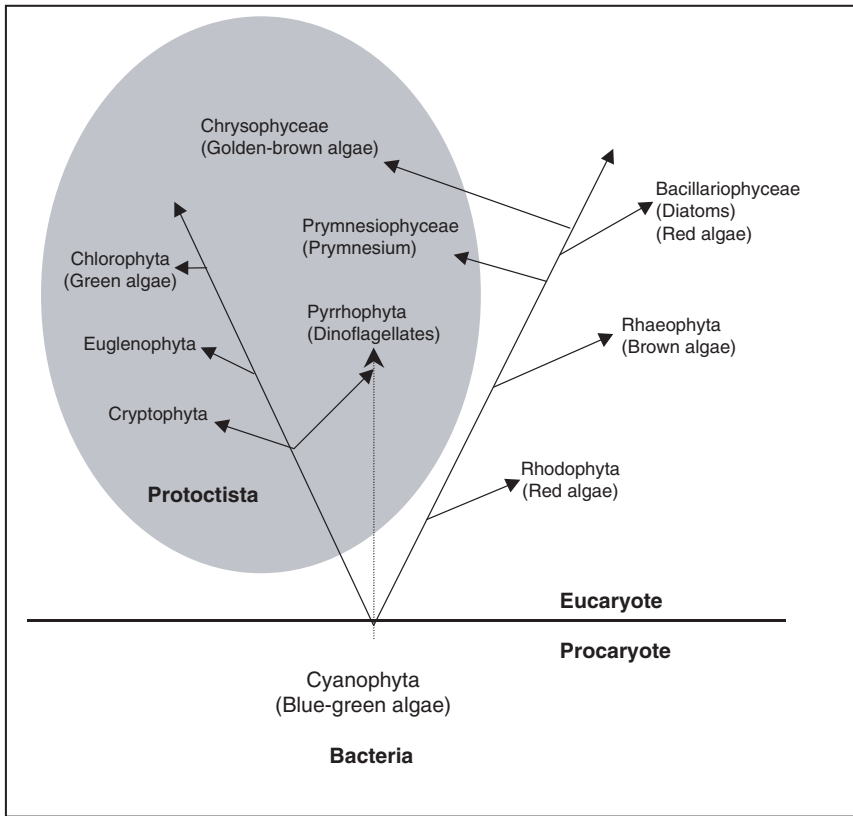 Chrysophyceae
(Golden-brown algae)
Bacillariophyceae
(Diatoms)
(Red algae)
Prymnesiophyceae
(Prymnesium)
Chlorophyta
(Green algae)
Pyrrhophyta
(Dinoflagellates)
Rhaeophyta
(Brown algae)
Euglenophyta
Cryptophyta
Rhodophyta
(Red algae)
Protoctista
Eucaryote
Procaryote
Cyanophyta
(Blue-green algae)
Bacteria